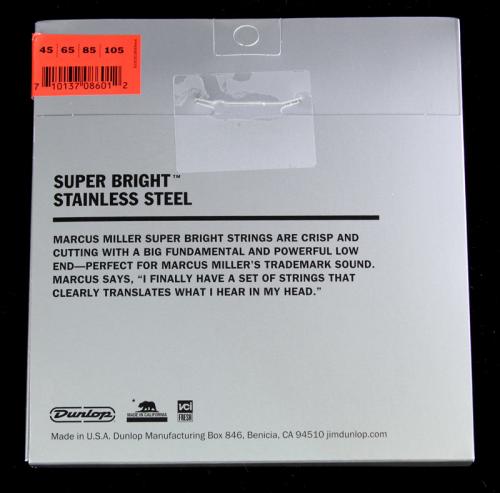 45 | 65 | 85 | 105
7 10137 08601 2
SUPER BRIGHT™
STAINLESS STEEL
MARCUS MILLER SUPER BRIGHT STRINGS ARE CRISP AND
CUTTING WITH A BIG FUNDAMENTAL AND POWERFUL LOW
END—PERFECT FOR MARCUS MILLER'S TRADEMARK SOUND.
MARCUS SAYS, “I FINALLY HAVE A SET OF STRINGS THAT
CLEARLY TRANSLATES WHAT I HEAR IN MY HEAD.”
Dunlop MADE IN CALIFORNIA vci FRESH
Made in U.S.A. Dunlop Manufacturing Box 846, Benicia, CA 94510 jimdunlop.com